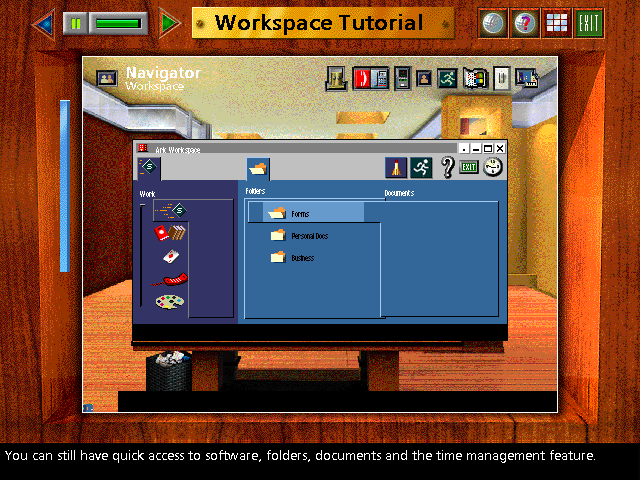 Workspace Tutorial
EXIT
Navigator
Workspace
Ark Workspace
EXIT
Work
Folders
Documents
Forms
Personal Docs
Business
You can still have quick access to software, folders, documents and the time management feature.